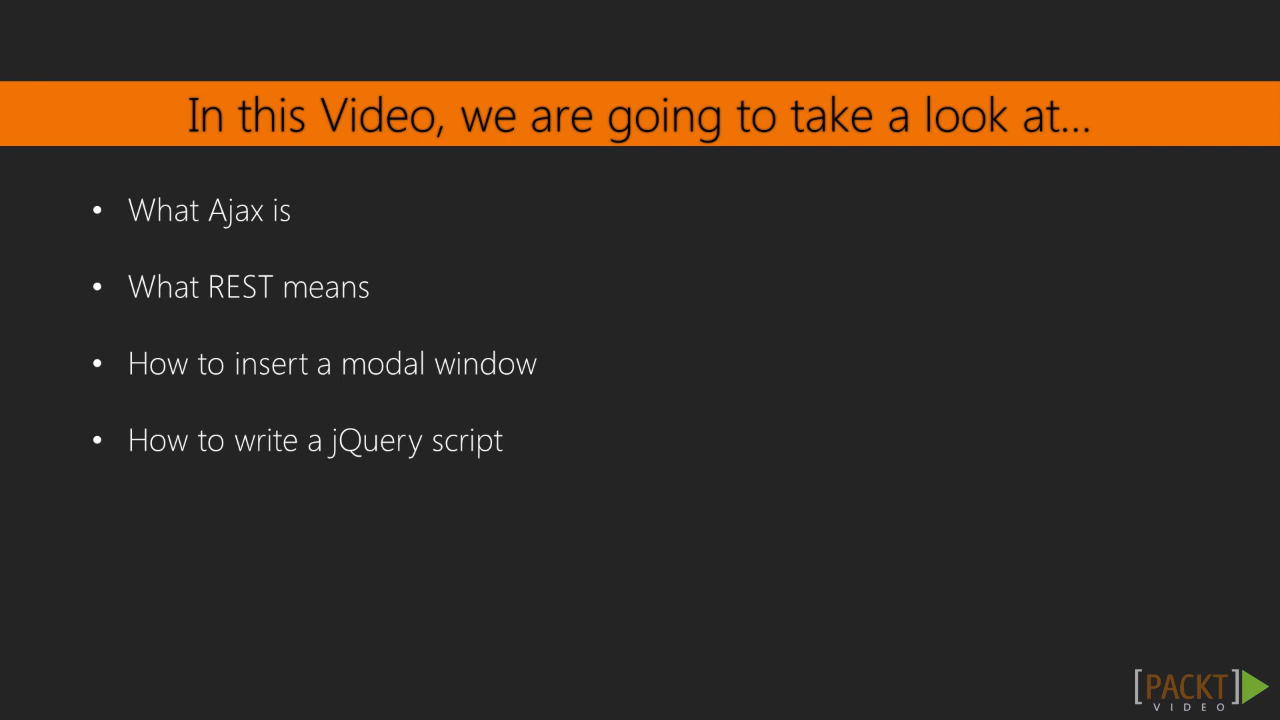 In this Video, we are going to take a look at...
• What Ajax is
• What REST means
• How to insert a modal window
• How to write a jQuery script
[PACKT]
VIDEO